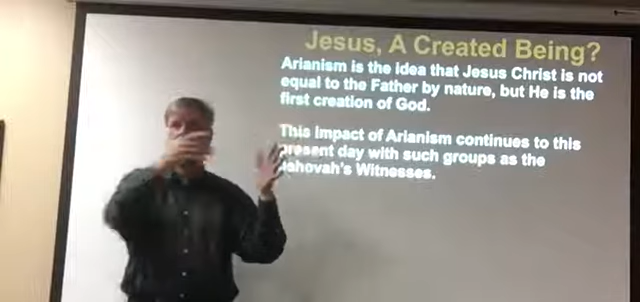 Jesus, A Created Being?
Arianism is the idea that Jesus Christ is not
equal to the Father by nature, but He is the
first creation of God.
This Impact of Arianism continues to this
present day with such groups as the
Jehovah's Witnesses.